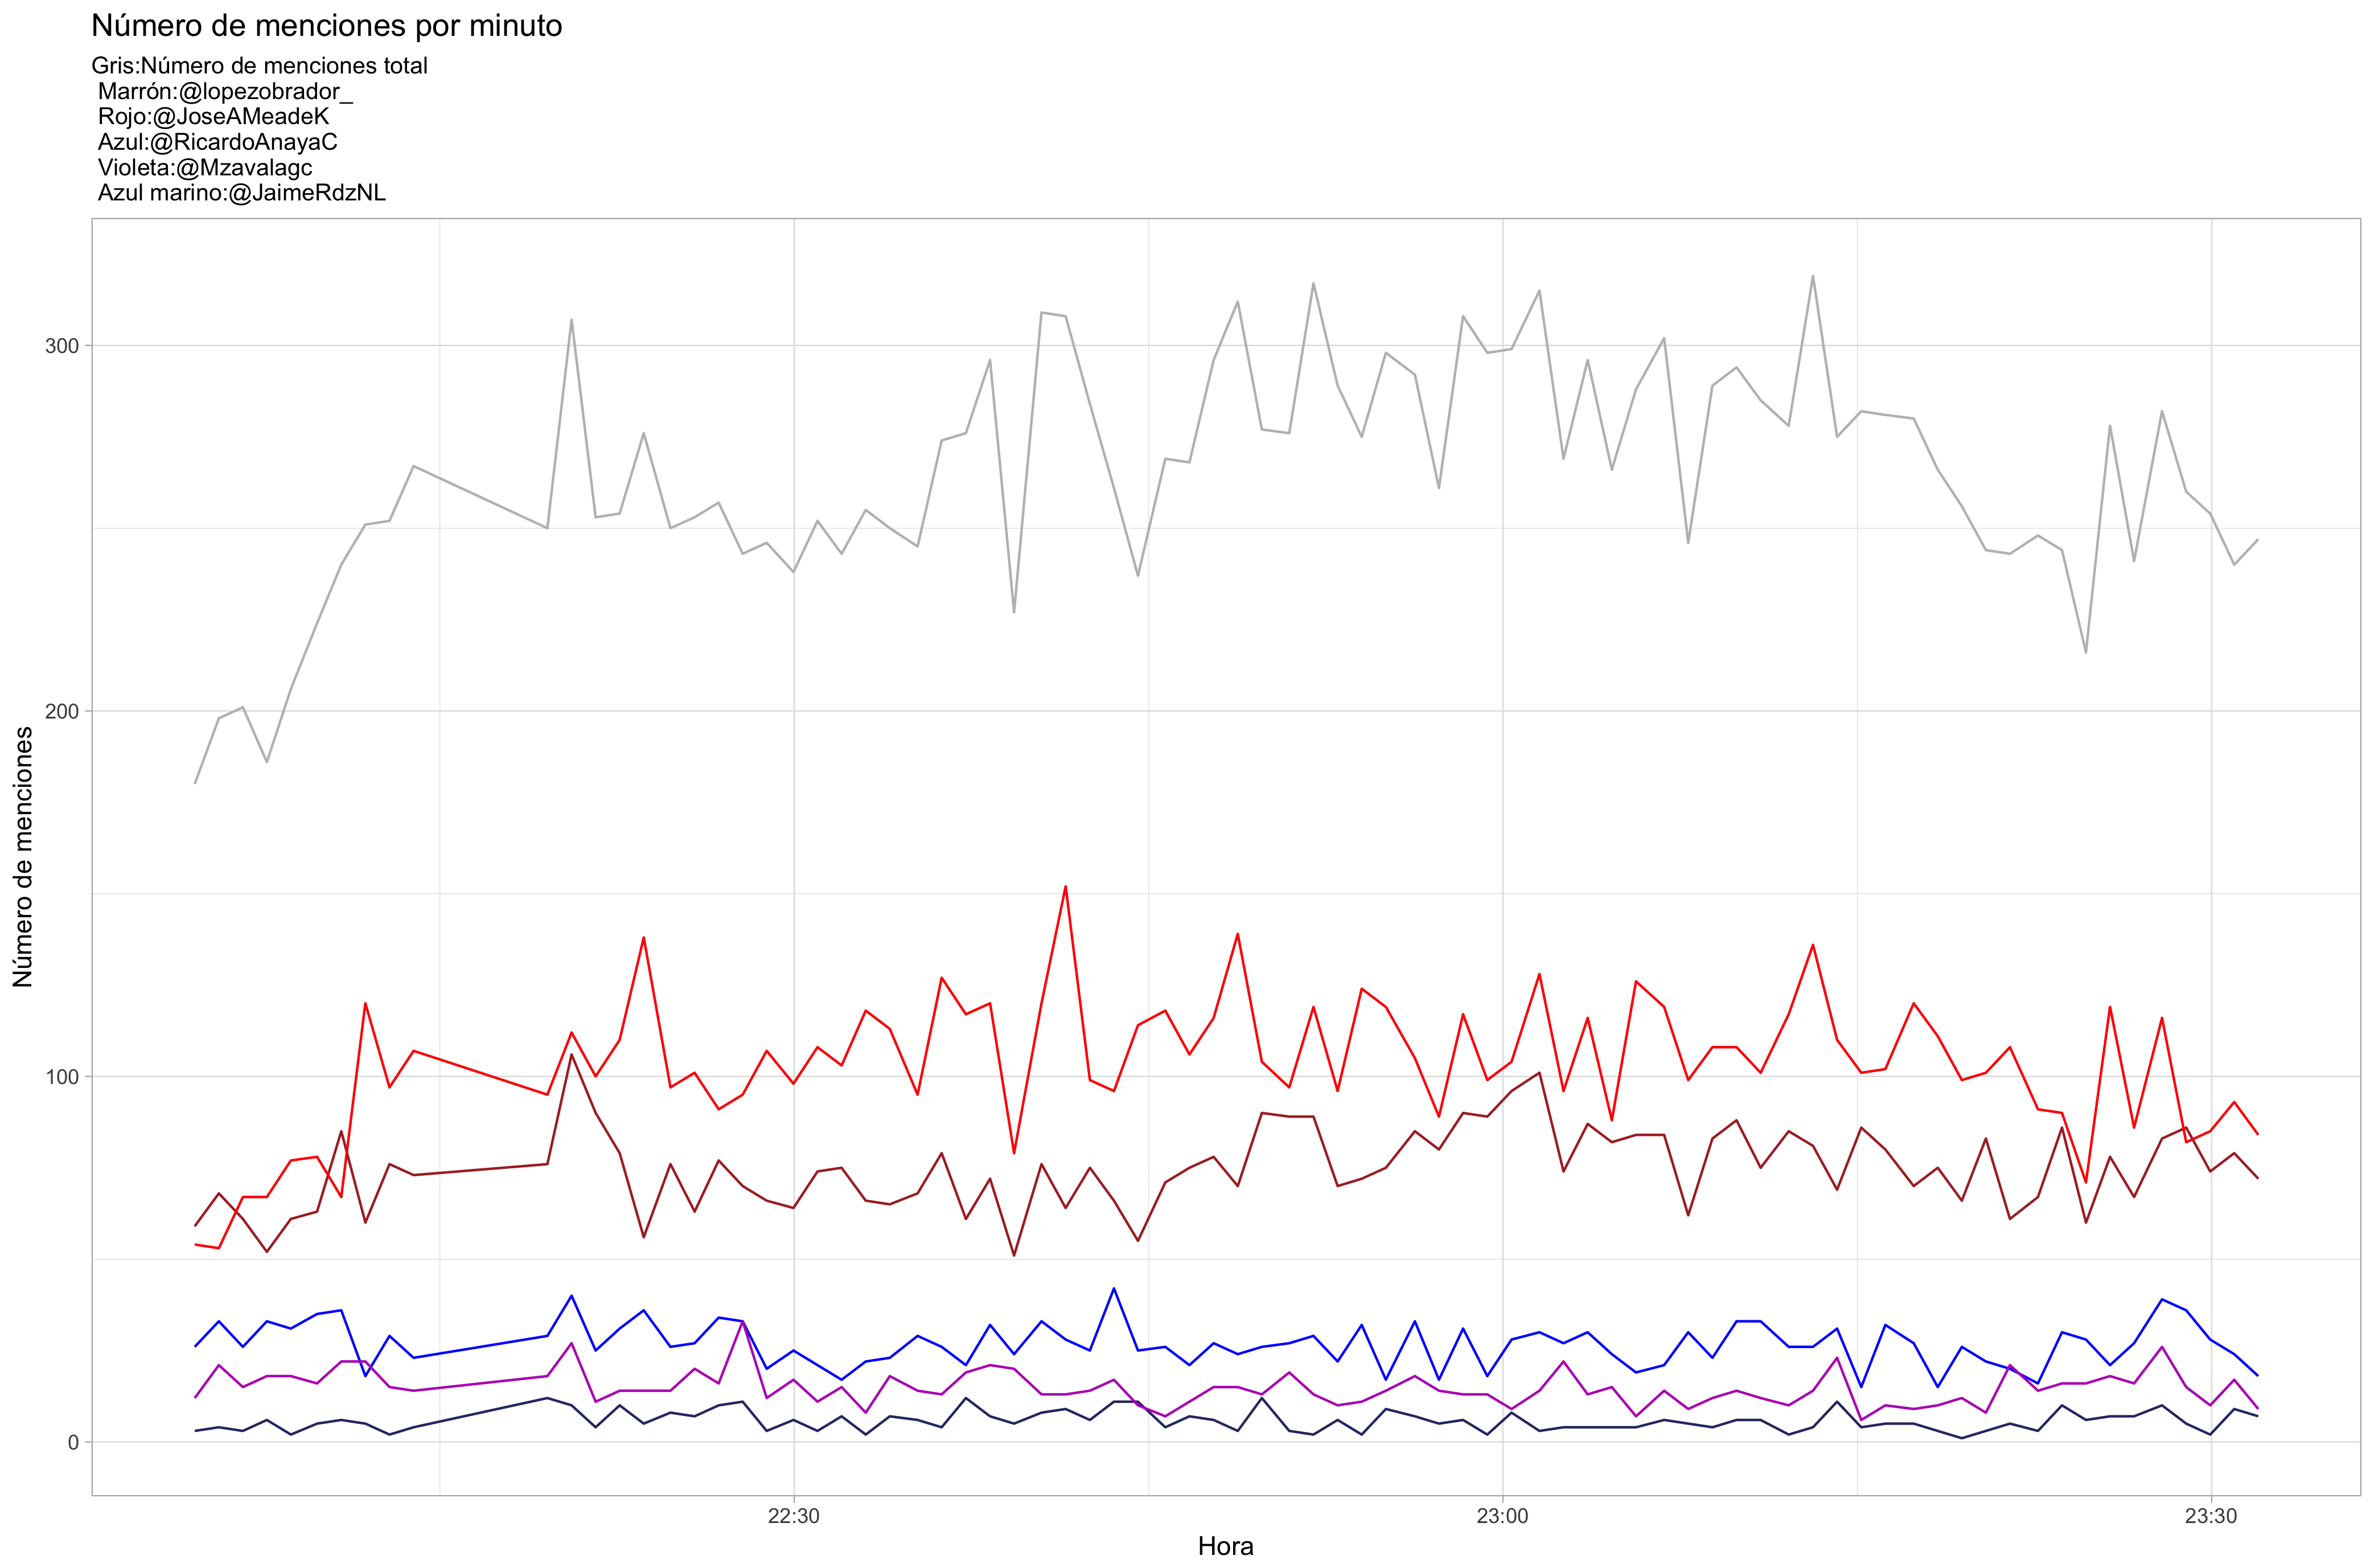 Número de menciones por minuto
Gris:Número de menciones total
Marrón:@lopezobrador_
Rojo:@JoseAMeadeK
Azul:@RicardoAnayaC
Violeta:@Mzavalagc
Azul marino:@JaimeRdzNL
300
200
100
0
Número de menciones
22:30
23:00
23:30
Hora